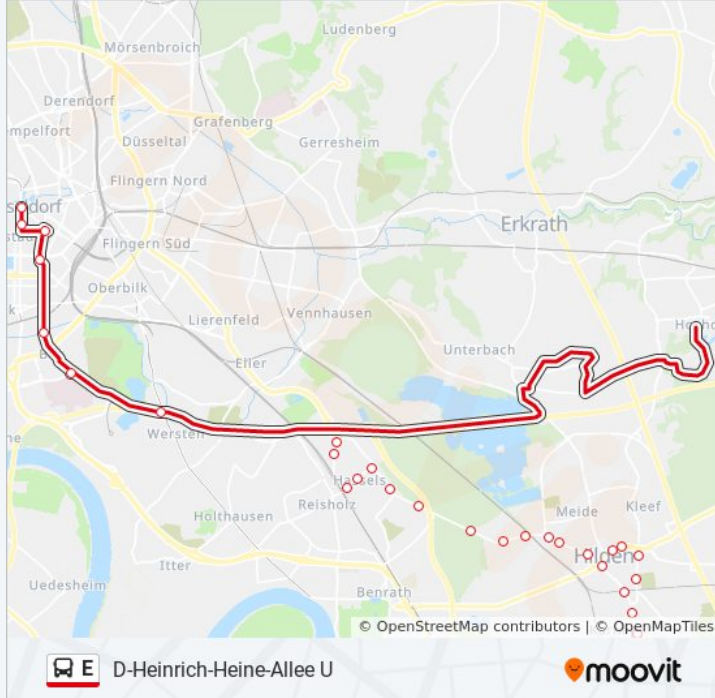 Ludenberg
Mörsenbroich
Derendorf
Grafenberg
empelfort
Düsseltal
Gerresheim
Flingern Nord
Erkrath
Flingern Süd
Oberbilk
Vennhausen
Lierenfeld
Unterbach
Eller
Wersten
Hassels
Reisholz
Holthausen
Meide
Kleef
Hilden
Itter
Uedesheim
Benrath
© OpenStreetMap contributors | © OpenMapTiles
E D-Heinrich-Heine-Allee U
moovit